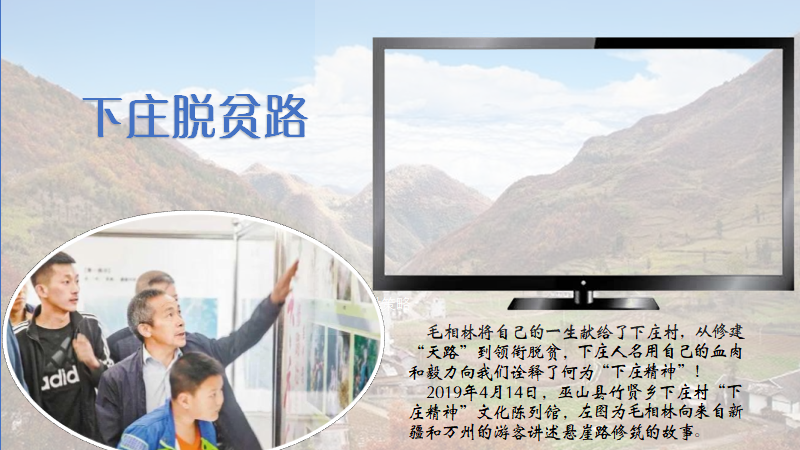 下庄脱贫路
毛相林将自己的一生献给了下庄村，从修建
“天路”到领衔脱贫，下庄人名用自己的血肉
和毅力向我们诠释了何为“下庄精神”！
2019年4月14日，巫山县竹贤乡下庄村“下
庄精神”文化陈列馆，左图为毛相林向来自新
疆和万州的游客讲述悬崖路修筑的故事。
adidas